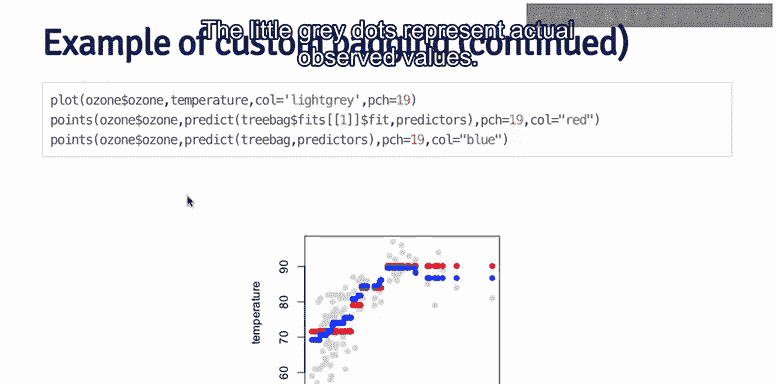 The little grey dots represent actual
observed values.
Example of custom bagging (continued)
plot(ozone$ozone,temperature,col='lightgrey',pch=19)
points(ozone$ozone,predict(treebag$fits[[1]]$fit,predictors),pch=19,col="red")
points(ozone$ozone,predict(treebag,predictors),pch=19,col="blue")
temperature
90
80
70
60